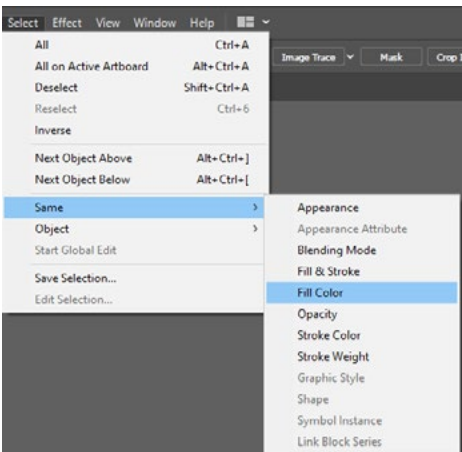 Select Effect View Window Help
All Ctrl+A
Image Trace Mask Crop
All on Active Artboard Alt+Ctrl+A
Deselect Shift+Ctrl+A
Reselect Ctrl+6
Inverse
Next Object Above Alt+Ctrl+]
Next Object Below Alt+Ctrl+[
Same
Appearance
Object
Appearance Attribute
Start Global Edit
Blending Mode
Save Selection...
Fill & Stroke
Edit Selection...
Fill Color
Opacity
Stroke Color
Stroke Weight
Graphic Style
Shape
Symbol Instance
Link Block Series